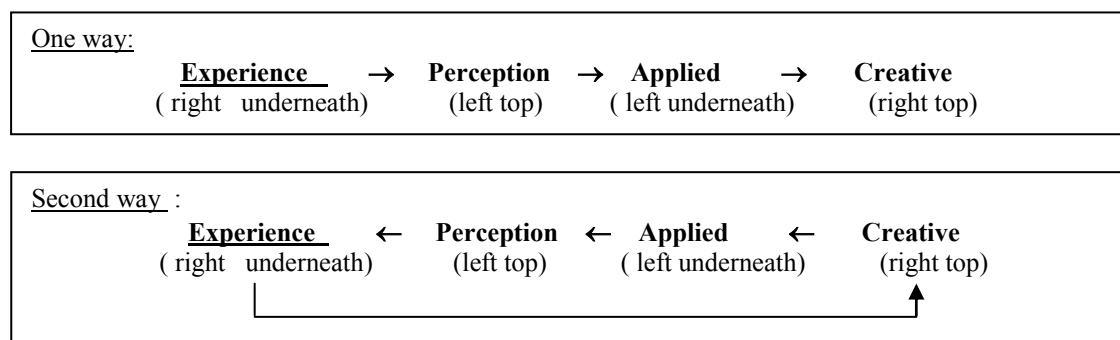 One way:
Experience → Perception → Applied → Creative
( right underneath) (left top) ( left underneath) (right top)
Second way :
Experience ← Perception ← Applied ← Creative
( right underneath) (left top) ( left underneath) (right top)